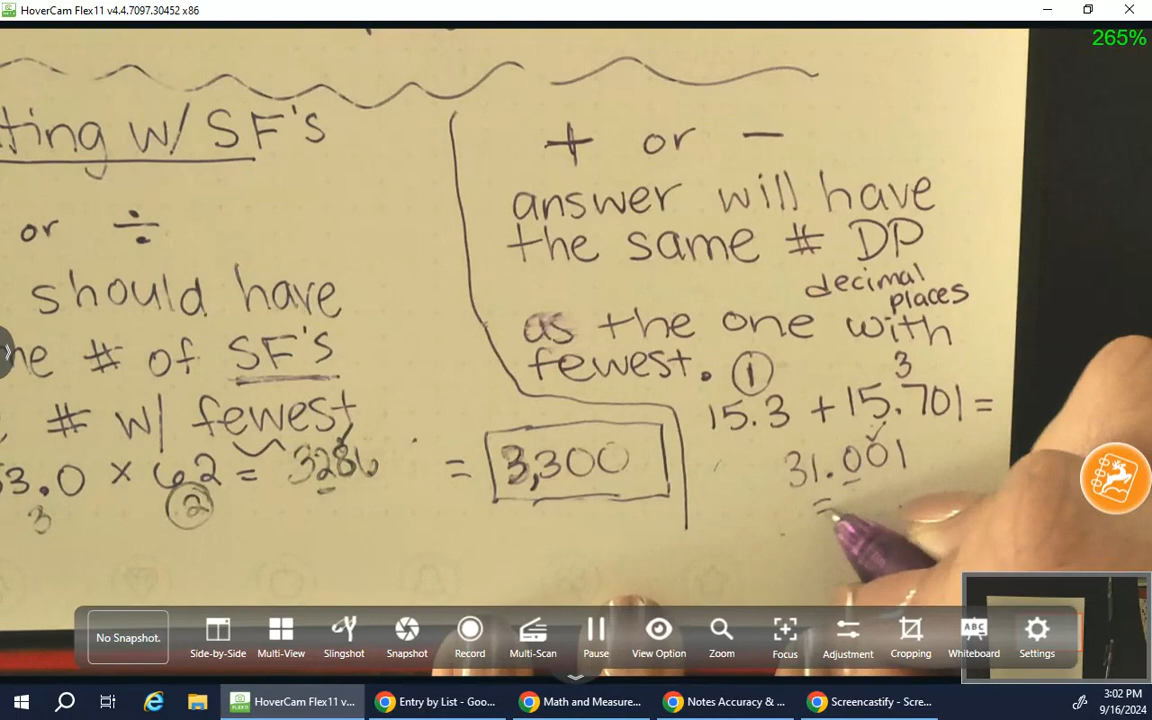 HoverCam Flex11 v4.4.7097.30452 x86
265%
ting w/ SF's
or ÷
should have
he # of SF's
# w/ fewest
3.0 × 62 = 3286 = 3,300
3
2
+ or -
answer will have
the same # DP
decimal
places
as the one with
fewest. 1
3
15.3 + 15.701 =
31.001
No Snapshot.
Side-by-Side
Multi-View
Slingshot
Snapshot
Record
Multi-Scan
Pause
View Option
Zoom
Focus
Adjustment
Cropping
ABC
Whiteboard
Settings
HoverCam Flex11 v...
Entry by List - Goo...
Math and Measure...
Notes Accuracy & ...
Screencastify - Scre...
3:02 PM
9/16/2024